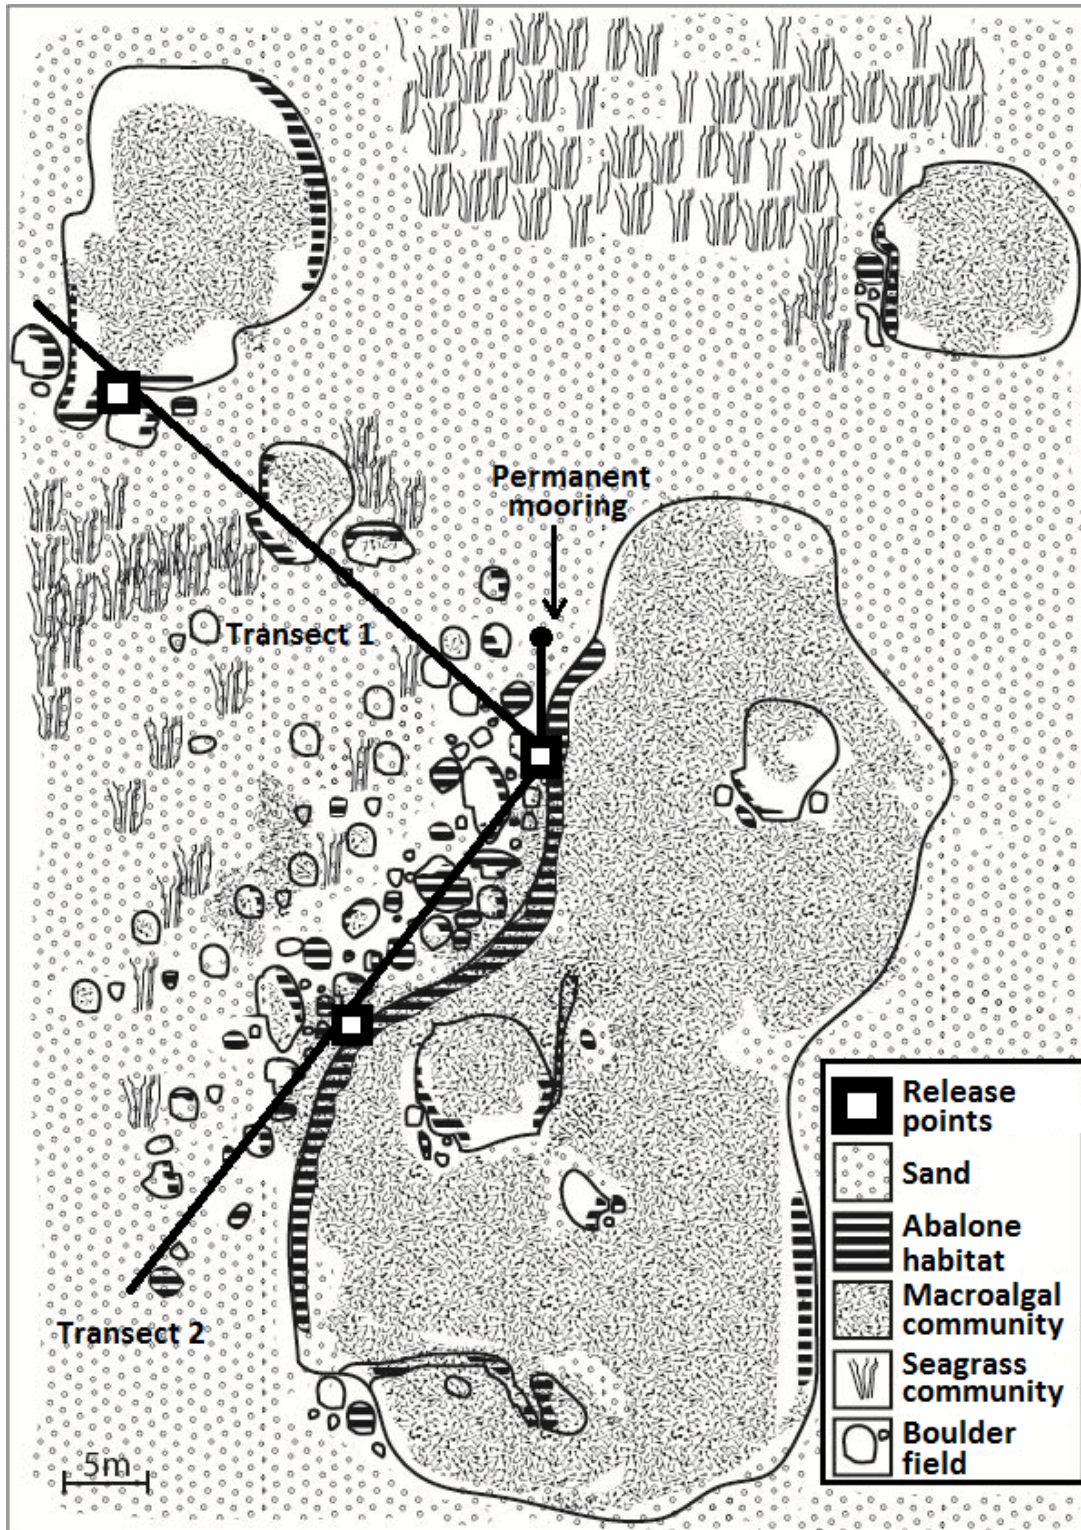 Permanent
mooring
Transect 1
Transect 2
5m
Release
points
Sand
Abalone
habitat
Macroalgal
community
Seagrass
community
Boulder
field